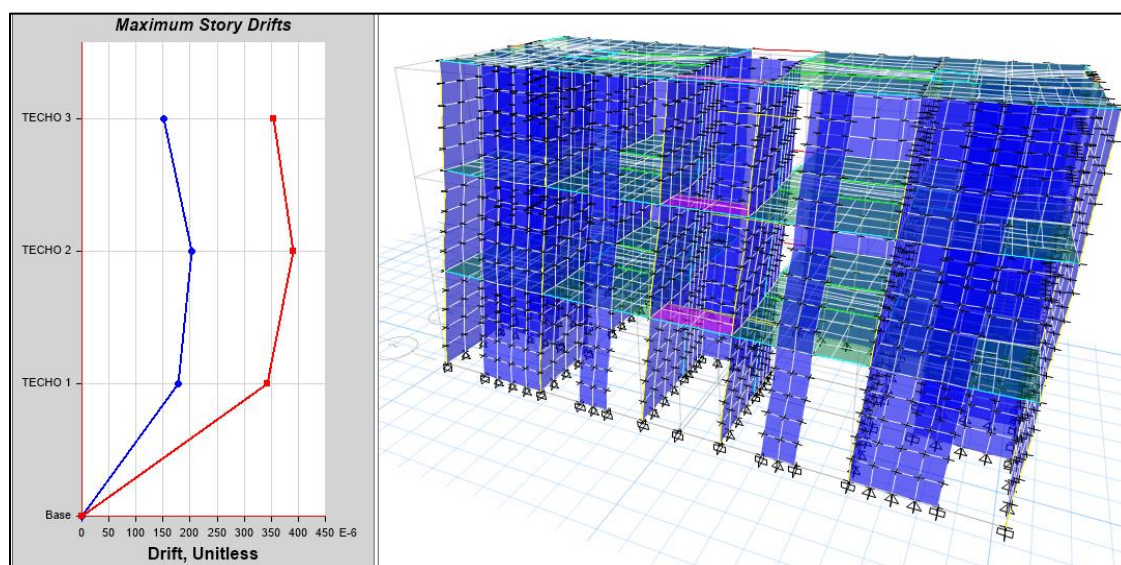 Maximum Story Drifts
TECHO 3
TECHO 2
TECHO 1
Base
0 50 100 150 200 250 300 350 400 450 E-6
Drift, Unitless